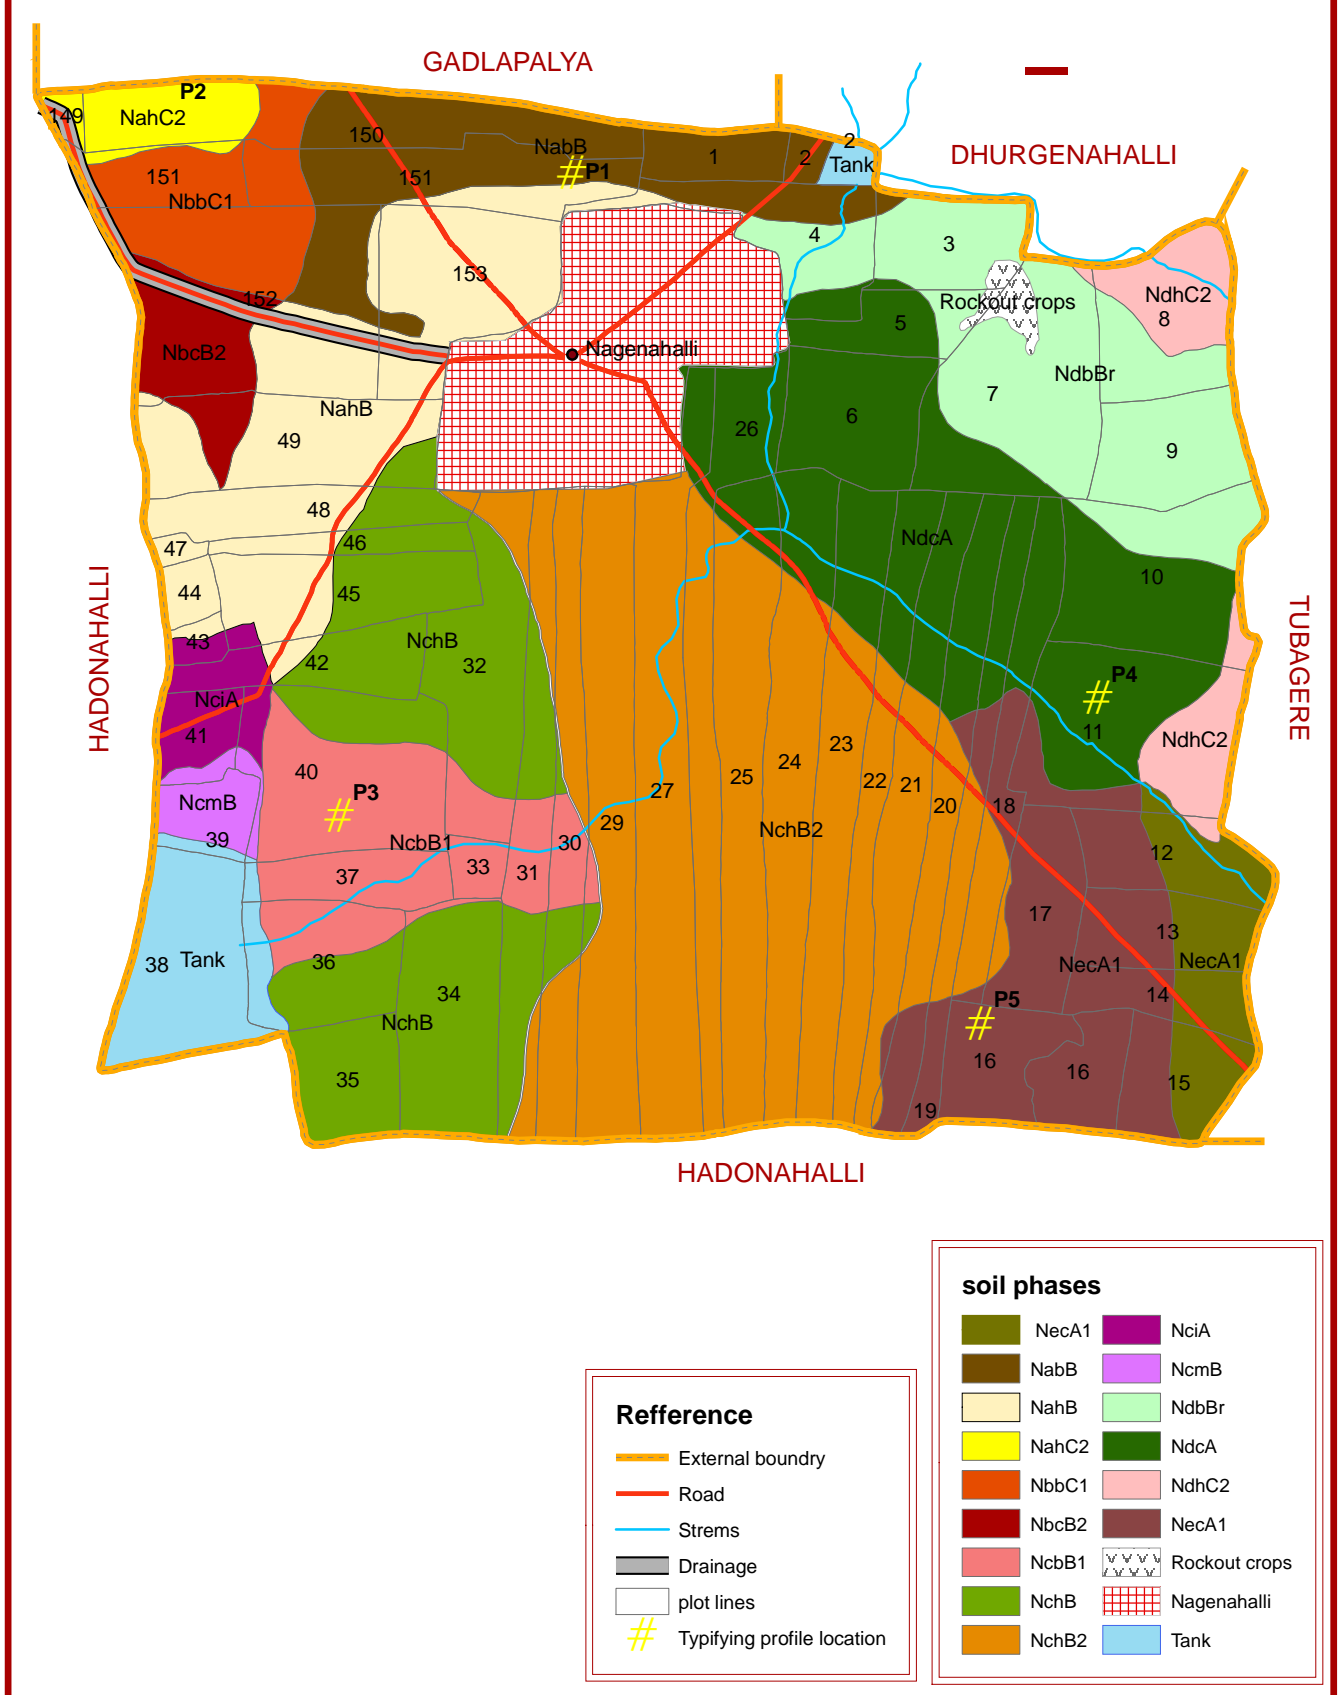 GADLAPALYA
P2
149
NahC2
150
2
NabB
1
2
DHURGENAHALLI
Tank
151
151
P1
NbbC1
4
3
153
152
Rockout crops
NdhC2
8
5
NbcB2
Nagenahalli
NdbBr
7
NahB
6
49
26
9
48
47
46
NdcA
HADONAHALLI
44
45
10
TUBAGERE
43
NchB
42
32
P4
NciA
41
11
NdhC2
40
23
24
25
22
21
27
P3
NcmB
20
18
29
39
NcbB1
30
NchB2
12
37
33
31
17
13
38
Tank
36
NecA1
NecA1
34
14
P5
NchB
16
16
35
15
19
HADONAHALLI
soil phases
NecA1
NciA
NabB
NcmB
NahB
NdbBr
NahC2
NdcA
NbbC1
NdhC2
NbcB2
NecA1
NcbB1
Rockout crops
NchB
Nagenahalli
NchB2
Tank
Refference
External boundry
Road
Strems
Drainage
plot lines
Typifying profile location